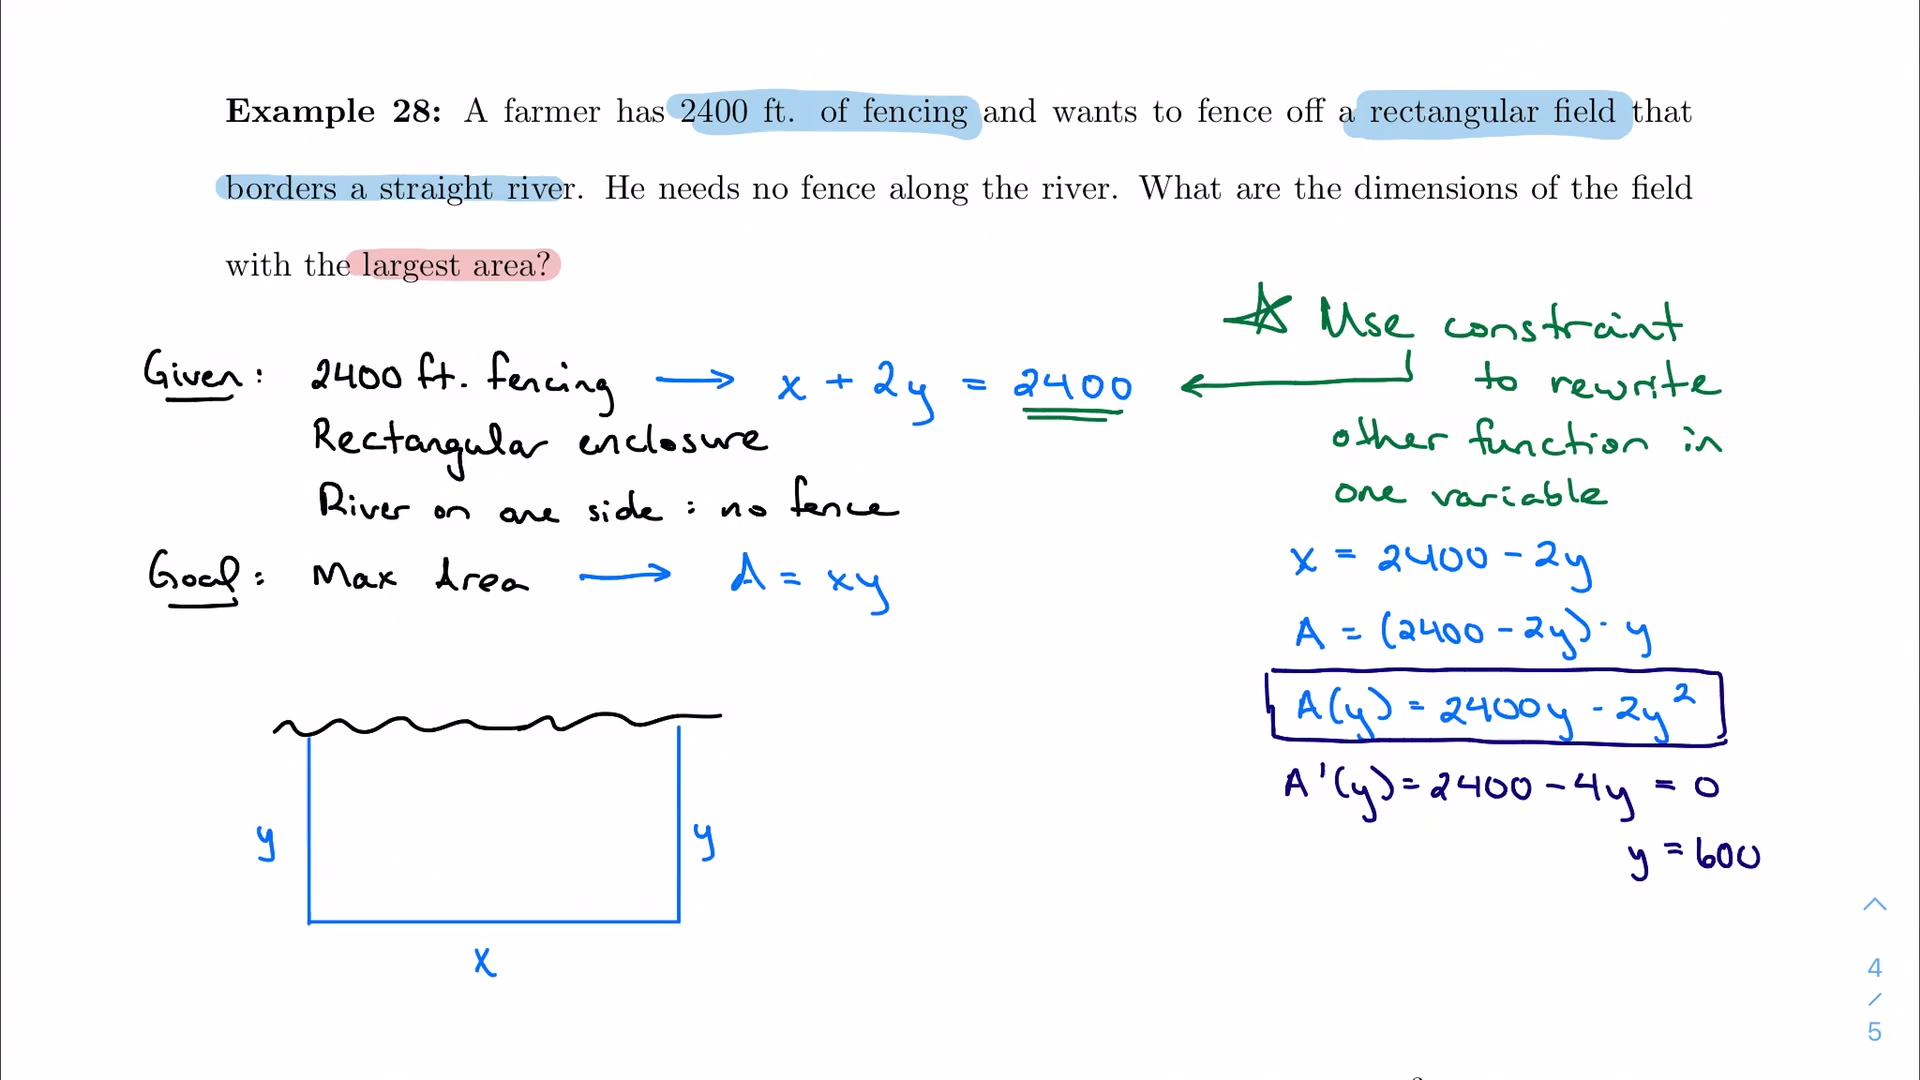 Example 28: A farmer has 2400 ft. of fencing and wants to fence off a rectangular field that
borders a straight river. He needs no fence along the river. What are the dimensions of the field
with the largest area?
Given: 2400 ft. fencing → x + 2y = 2400
Rectangular enclosure
River on one side : no fence
Goal: Max Area → A = xy
☆ Use constraint
to rewrite
other function in
one variable
x = 2400 - 2y
A = (2400 - 2y) · y
A(y) = 2400y - 2y²
A'(y) = 2400 - 4y = 0
y = 600
y
y
x
4
/
5